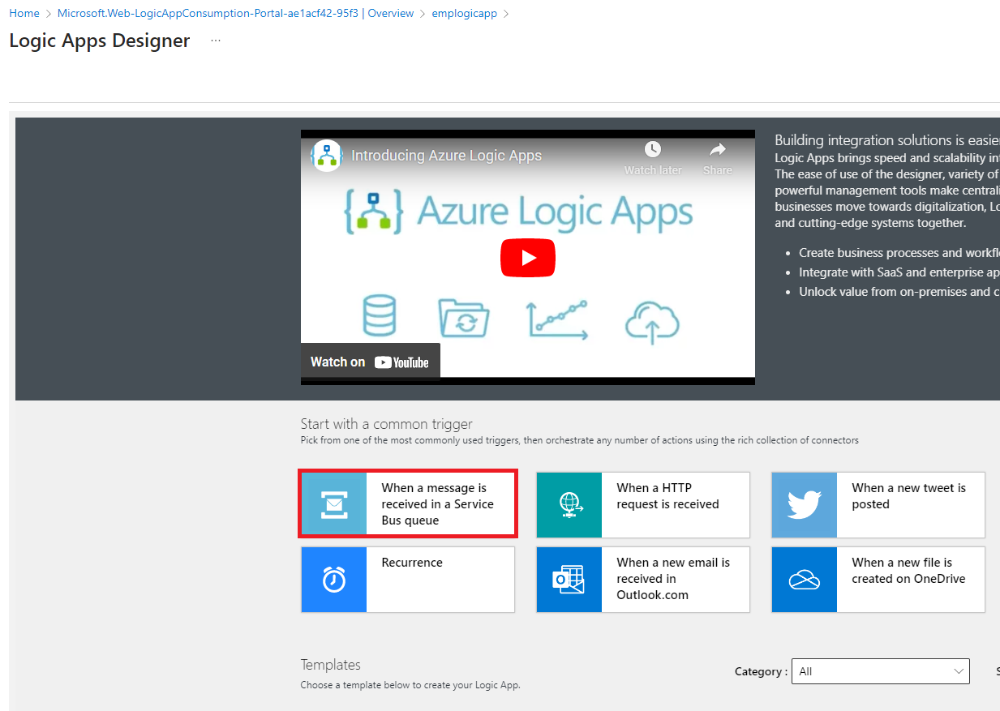 Home > Microsoft.Web-LogicAppConsumption-Portal-ae1acf42-95f3 | Overview > emplogicapp >
Logic Apps Designer ...
Introducing Azure Logic Apps
Watch later
Share
Azure Logic Apps
Watch on YouTube
Building integration solutions is easier
Logic Apps brings speed and scalability
The ease of use of the designer, variety of
powerful management tools make
businesses move towards digitalization,
and cutting-edge systems together.
• Create business processes and
• Integrate with SaaS and enterprise
• Unlock value from on-premises and
Start with a common trigger
Pick from one of the most commonly used triggers, then orchestrate any number of actions using the rich collection of connectors
When a message is
received in a Service
Bus queue
When a HTTP
request is received
When a new tweet is
posted
Recurrence
When a new email is
received in
Outlook.com
When a new file is
created on OneDrive
Templates
Choose a template below to create your Logic App.
Category :
All